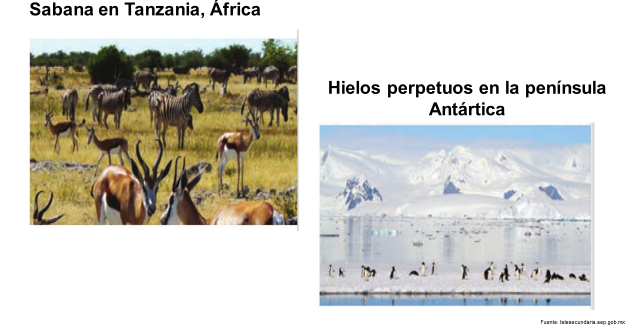 Sabana en Tanzania, África
Hielos perpetuos en la península
Antártica
Fuente: telesecundaria.sep.gob.mx